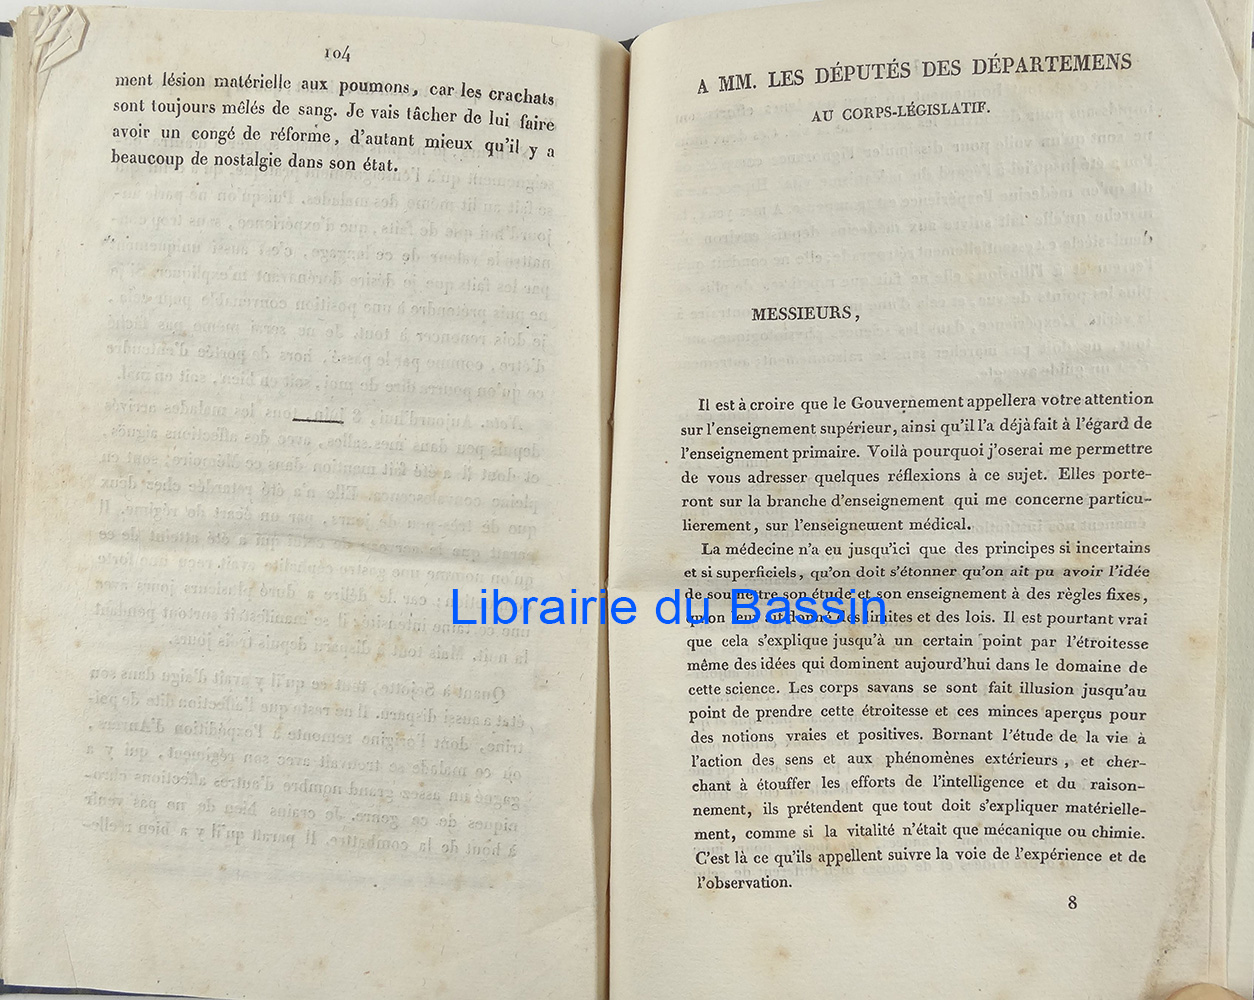 104
ment lésion matérielle aux poumons, car les crachats
sont toujours mêlés de sang. Je vais tâcher de lui faire
avoir un congé de réforme, d'autant mieux qu'il y a
beaucoup de nostalgie dans son état.
A MM. LES DÉPUTÉS DES DÉPARTEMENS
AU CORPS-LÉGISLATIF.
MESSIEURS,
Il est à croire que le Gouvernement appellera votre attention
sur l'enseignement supérieur, ainsi qu'il l'a déjà fait à l'égard de
l'enseignement primaire. Voilà pourquoi j'oserai me permettre
de vous adresser quelques réflexions à ce sujet. Elles porte-
ront sur la branche d'enseignement qui me concerne particu-
lierement, sur l'enseignement médical.
La médecine n'a eu jusqu'ici que des principes si incertains
et si superficiels, qu'on doit s'étonner qu'on ait pu avoir l'idée
de soumettre son étude et son enseignement à des règles fixes,
qu'on leur ait donné des limites et des lois. Il est pourtant vrai
que cela s'explique jusqu'à un certain point par l'étroitesse
même des idées qui dominent aujourd'hui dans le domaine de
cette science. Les corps savans se sont fait illusion jusqu'au
point de prendre cette étroitesse et ces minces aperçus pour
des notions vraies et positives. Bornant l'étude de la vie à
l'action des sens et aux phénomènes extérieurs, et cher-
chant à étouffer les efforts de l'intelligence et du raison-
nement, ils prétendent que tout doit s'expliquer matérielle-
ment, comme si la vitalité n'était que mécanique ou chimie.
C'est là ce qu'ils appellent suivre la voie de l'expérience et de
l'observation.
8
Librairie du Bassin